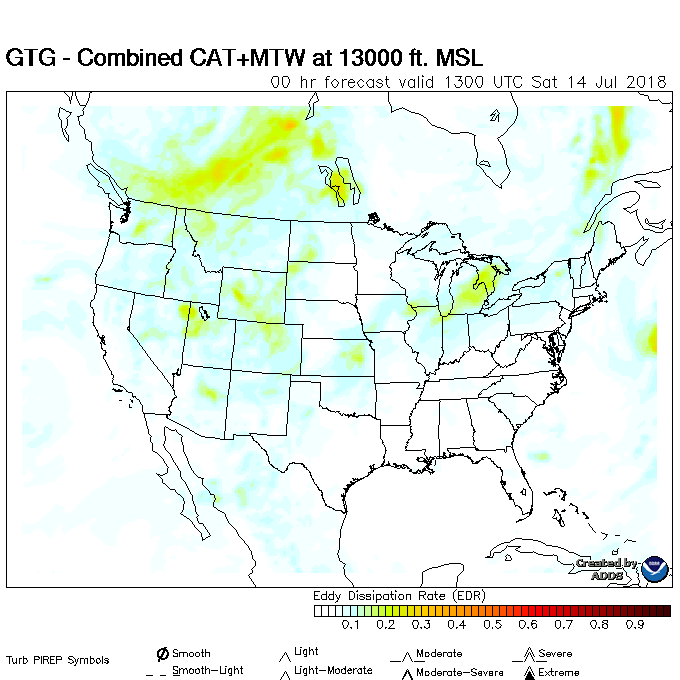 GTG - Combined CAT+MTW at 13000 ft. MSL
00 hr forecast valid 1300 UTC Sat 14 Jul 2018
Created by
ADDS
Eddy Dissipation Rate (EDR)
0.1 0.2 0.3 0.4 0.5 0.6 0.7 0.8 0.9
Turb PIREP Symbols
Smooth Light Moderate Severe
Smooth-Light Light-Moderate Moderate-Severe Extreme